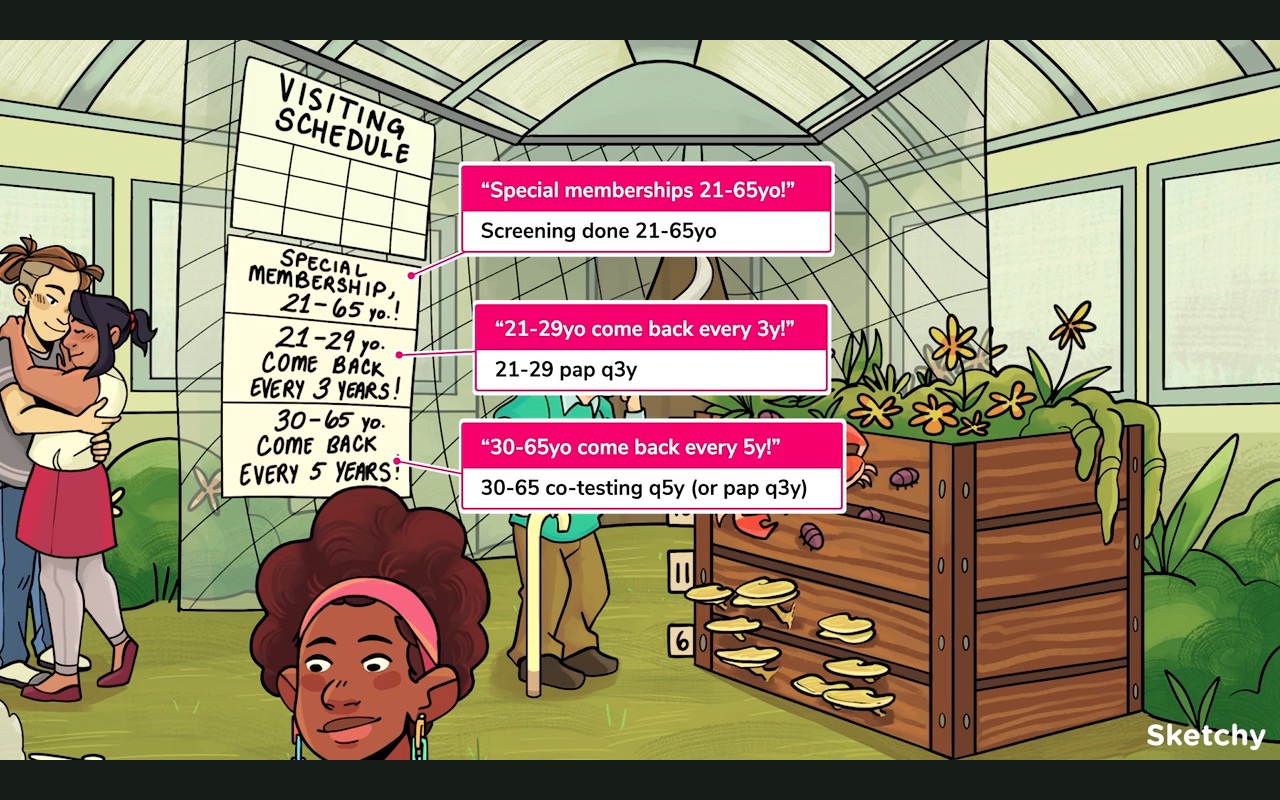 VISITING
SCHEDULE
SPECIAL
MEMBERSHIP,
21-65 yo.!
21-29 yo.
COME BACK
EVERY 3 YEARS!
30-65 yo.
COME BACK
EVERY 5 YEARS!
“Special memberships 21-65yo!”
Screening done 21-65yo
“21-29yo come back every 3y!”
21-29 pap q3y
“30-65yo come back every 5y!”
30-65 co-testing q5y (or pap q3y)
11
6
Sketchy